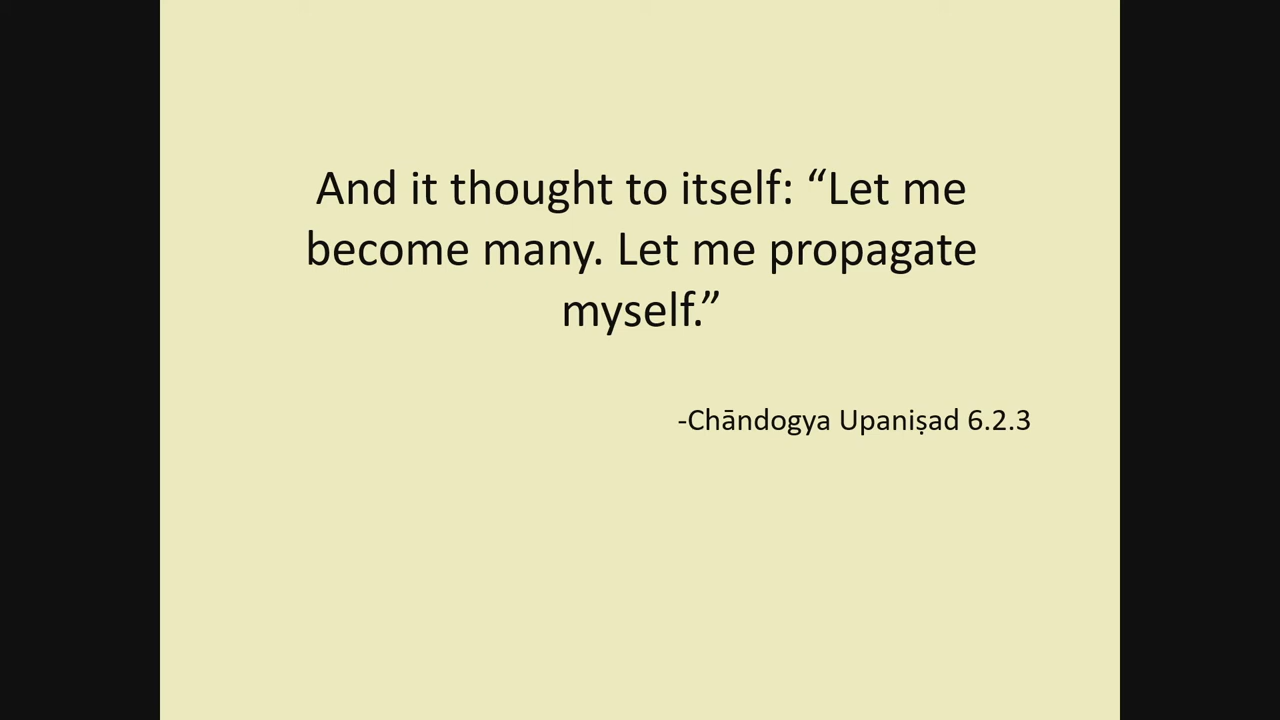 And it thought to itself: “Let me
become many. Let me propagate
myself.”
-Chāndogya Upaniṣad 6.2.3